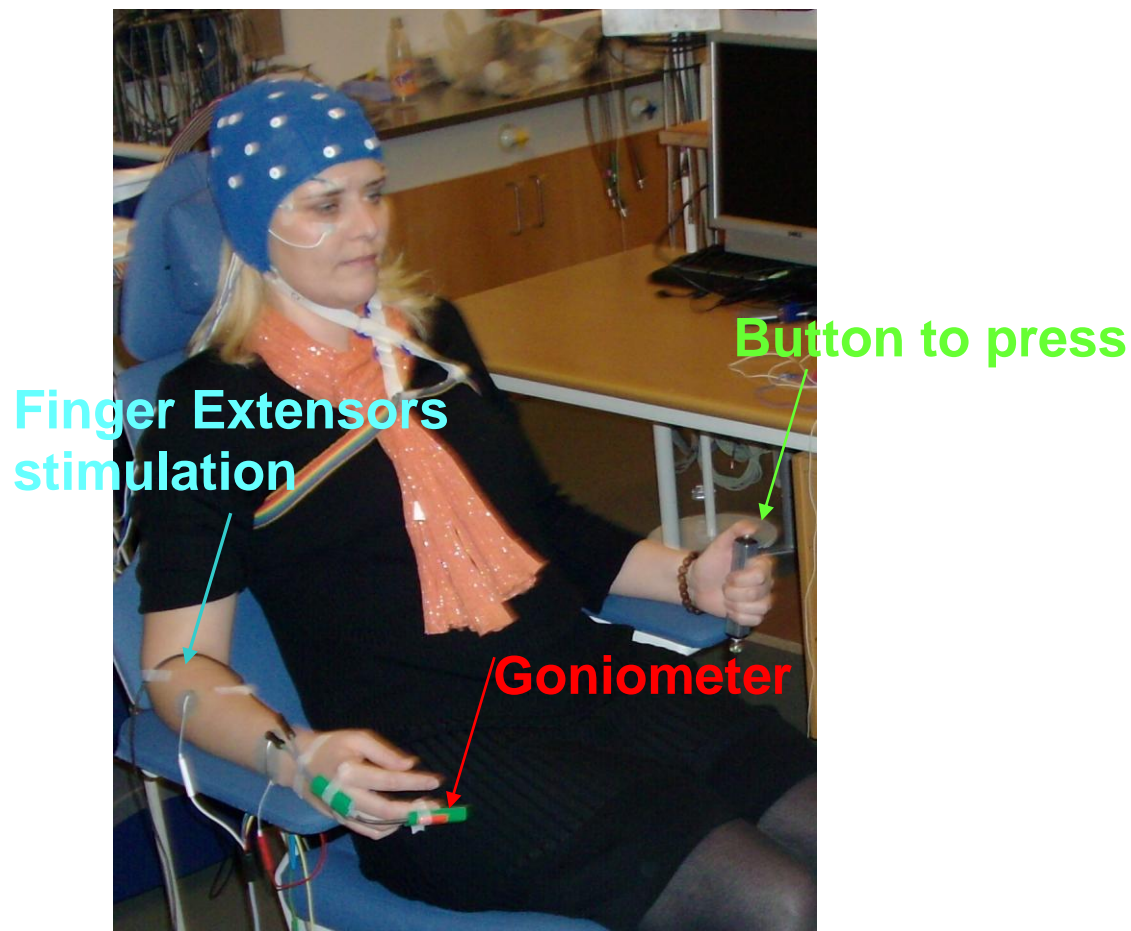 Button to press
Finger Extensors
stimulation
Goniometer